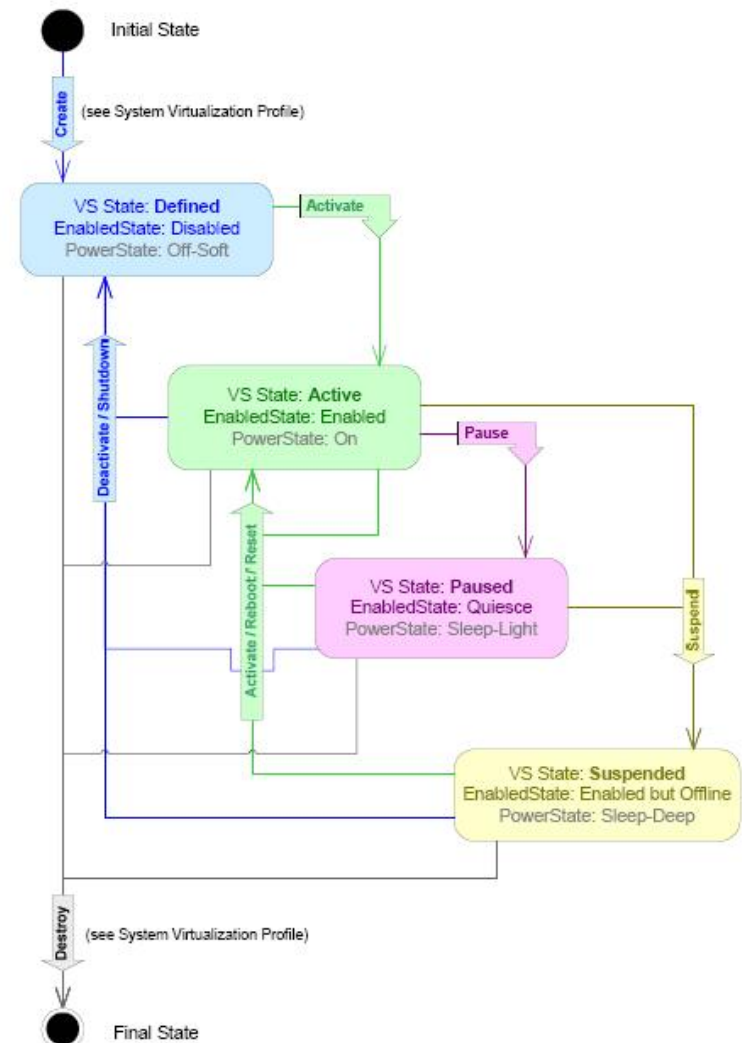 Initial State
Create
(see System Virtualization Profile)
VS State: Defined
EnabledState: Disabled
PowerState: Off-Soft
Activate
Deactivate / Shutdown
VS State: Active
EnabledState: Enabled
PowerState: On
Pause
Activate / Reboot / Reset
VS State: Paused
EnabledState: Quiesce
PowerState: Sleep-Light
Suspend
VS State: Suspended
EnabledState: Enabled but Offline
PowerState: Sleep-Deep
Destroy
(see System Virtualization Profile)
Final State